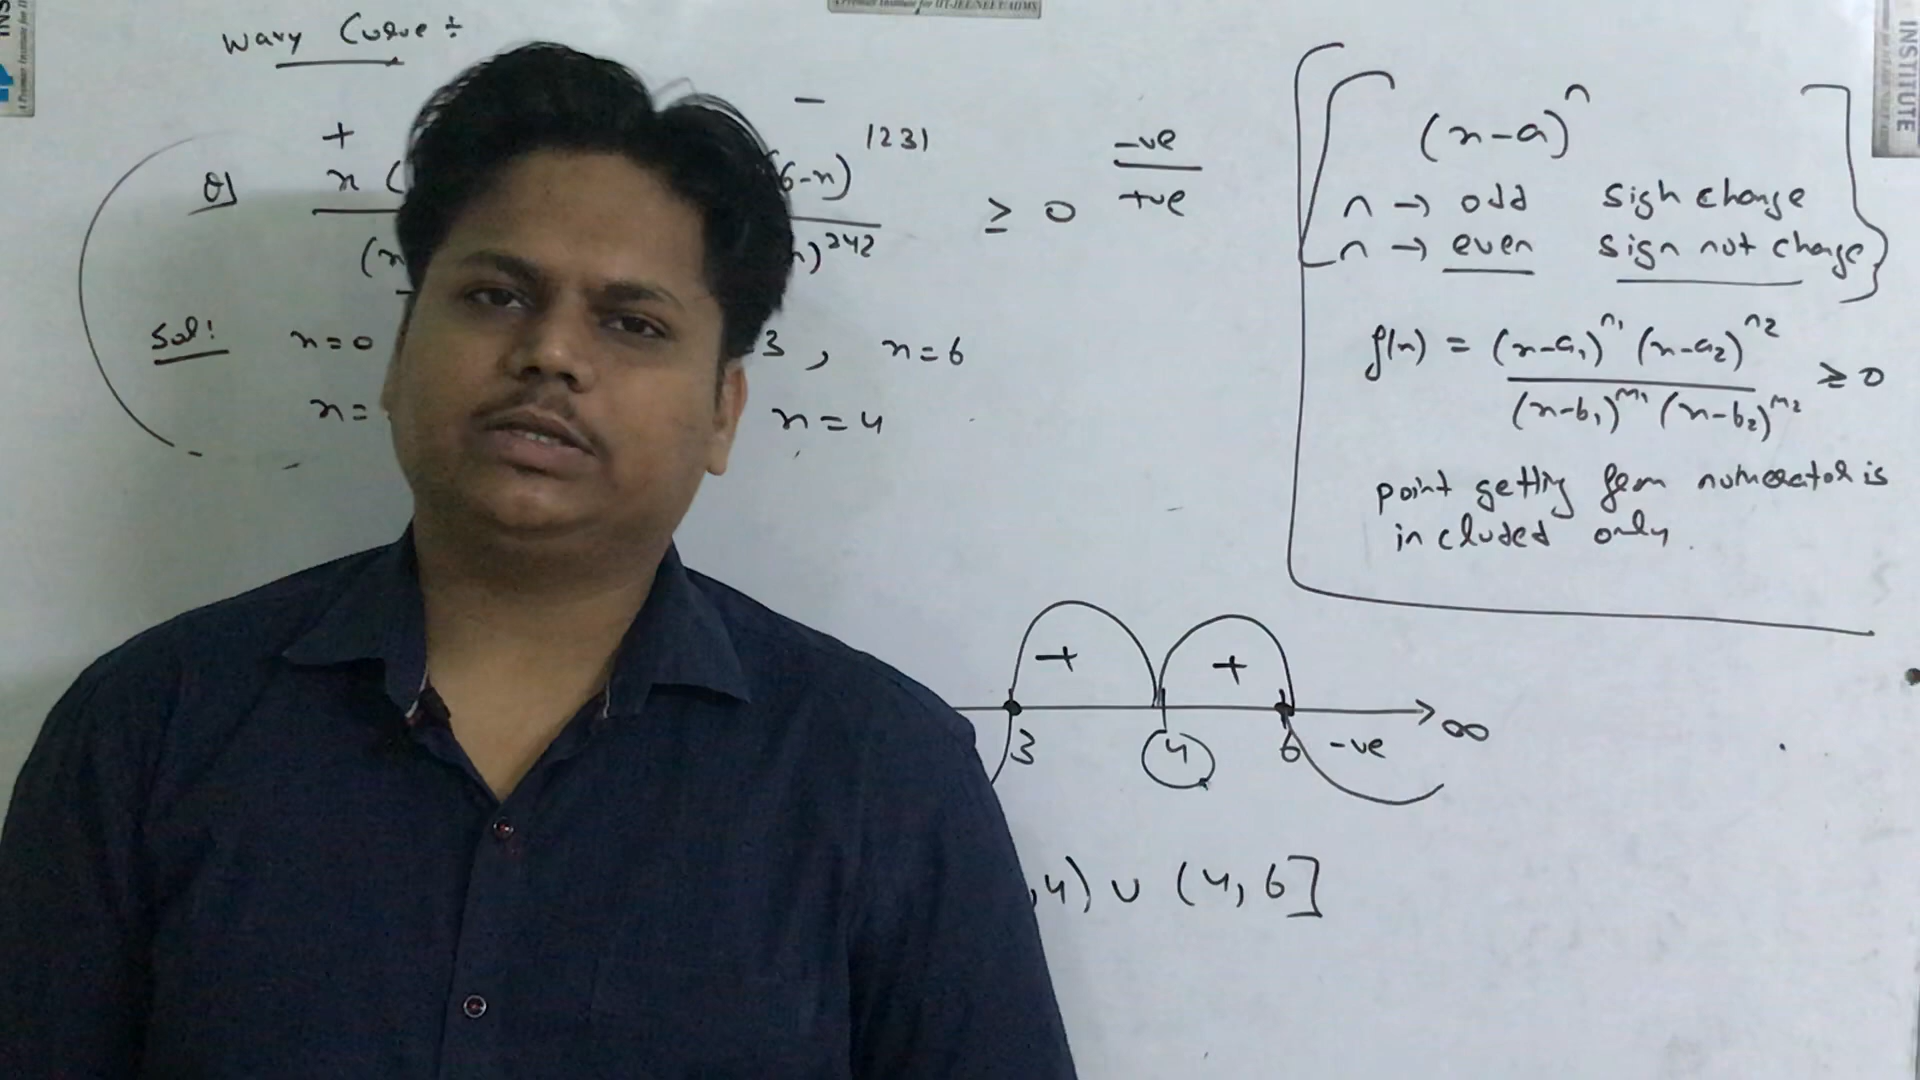 Wavy Curve ÷
+ −
Q] x ( (6-x)^1231 ≥ 0 -ve / +ve
(x )^242
Sol: x=0 3 , x=6
x= x=4
(x-a)^n
n → odd sign change
n → even sign not change
f(x) = (x-a₁)^n₁ (x-a₂)^n₂ / (x-b₁)^m₁ (x-b₂)^m₂ ≥ 0
point getting from numerator is
included only.
+ +
3 4 6 -ve ∞
,4) ∪ (4, 6]
INSTITUTE